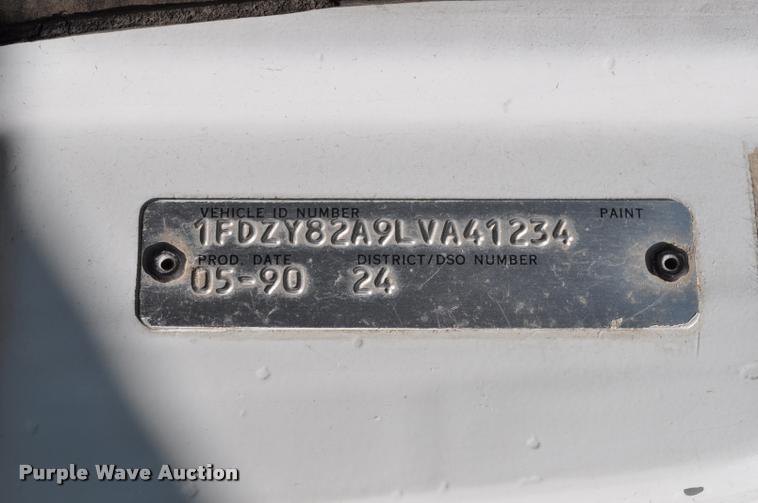 VEHICLE ID NUMBER PAINT
1FDZY82A9LVA41234
PROD. DATE DISTRICT/DSO NUMBER
05-90 24
Purple Wave Auction